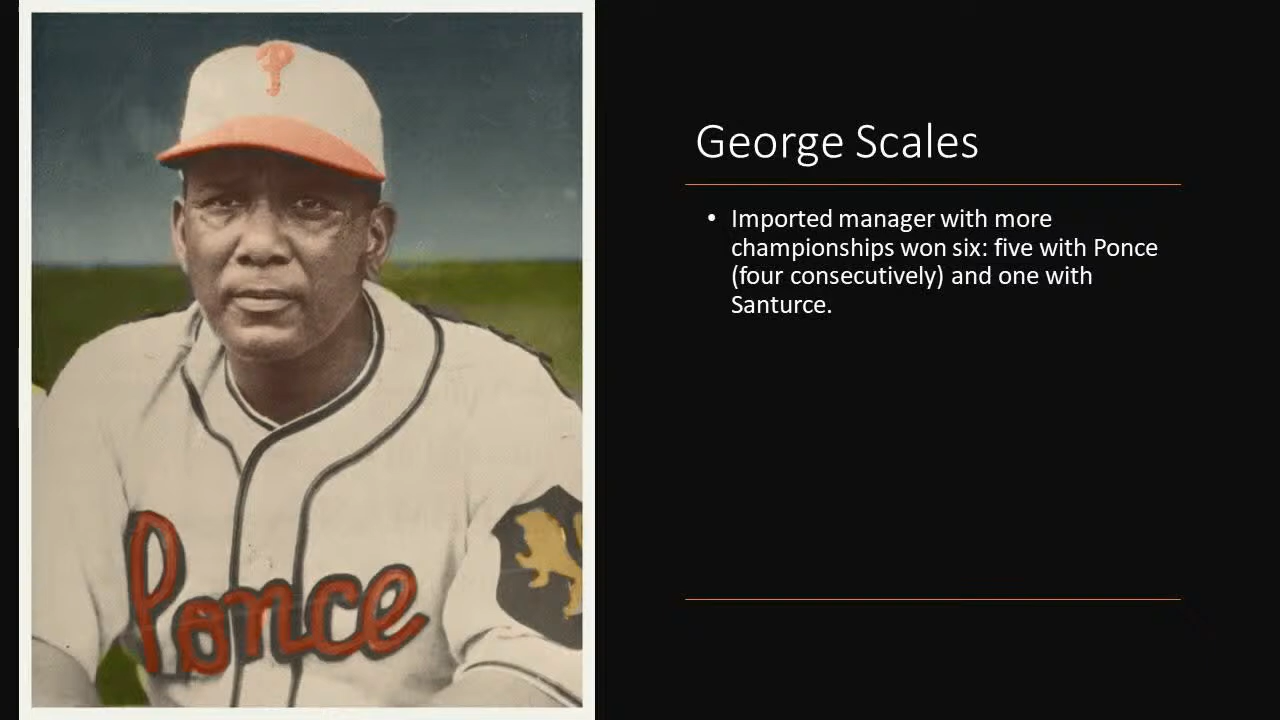 P
Ponce
George Scales
• Imported manager with more
championships won six: five with Ponce
(four consecutively) and one with
Santurce.